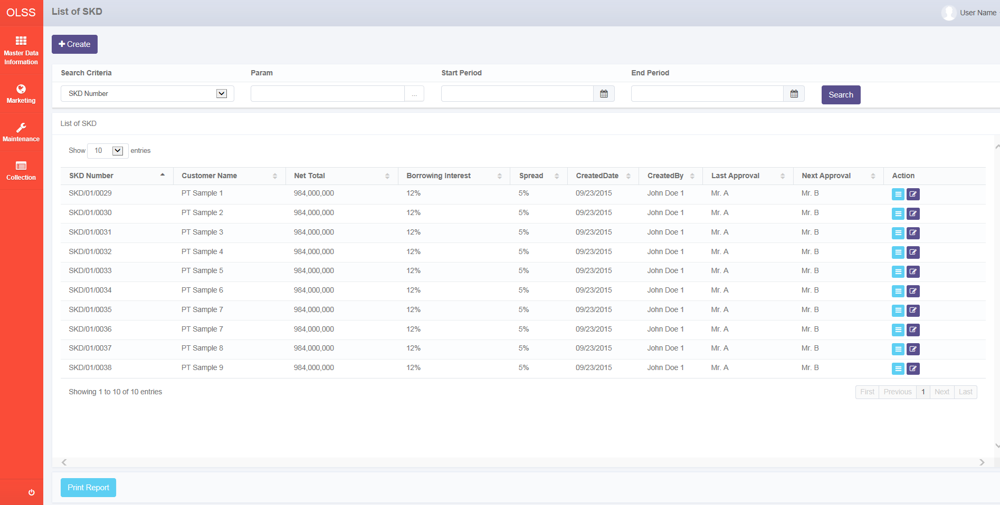 OLSS
List of SKD
User Name
Master Data
Information
Marketing
Maintenance
Collection
Create
Search Criteria Param Start Period End Period
SKD Number ... Search
List of SKD
Show 10 entries
SKD Number Customer Name Net Total Borrowing Interest Spread CreatedDate CreatedBy Last Approval Next Approval Action
SKD/01/0029 PT Sample 1 984,000,000 12% 5% 09/23/2015 John Doe 1 Mr. A Mr. B
SKD/01/0030 PT Sample 2 984,000,000 12% 5% 09/23/2015 John Doe 1 Mr. A Mr. B
SKD/01/0031 PT Sample 3 984,000,000 12% 5% 09/23/2015 John Doe 1 Mr. A Mr. B
SKD/01/0032 PT Sample 4 984,000,000 12% 5% 09/23/2015 John Doe 1 Mr. A Mr. B
SKD/01/0033 PT Sample 5 984,000,000 12% 5% 09/23/2015 John Doe 1 Mr. A Mr. B
SKD/01/0034 PT Sample 6 984,000,000 12% 5% 09/23/2015 John Doe 1 Mr. A Mr. B
SKD/01/0035 PT Sample 7 984,000,000 12% 5% 09/23/2015 John Doe 1 Mr. A Mr. B
SKD/01/0036 PT Sample 7 984,000,000 12% 5% 09/23/2015 John Doe 1 Mr. A Mr. B
SKD/01/0037 PT Sample 8 984,000,000 12% 5% 09/23/2015 John Doe 1 Mr. A Mr. B
SKD/01/0038 PT Sample 9 984,000,000 12% 5% 09/23/2015 John Doe 1 Mr. A Mr. B
Showing 1 to 10 of 10 entries First Previous 1 Next Last
Print Report